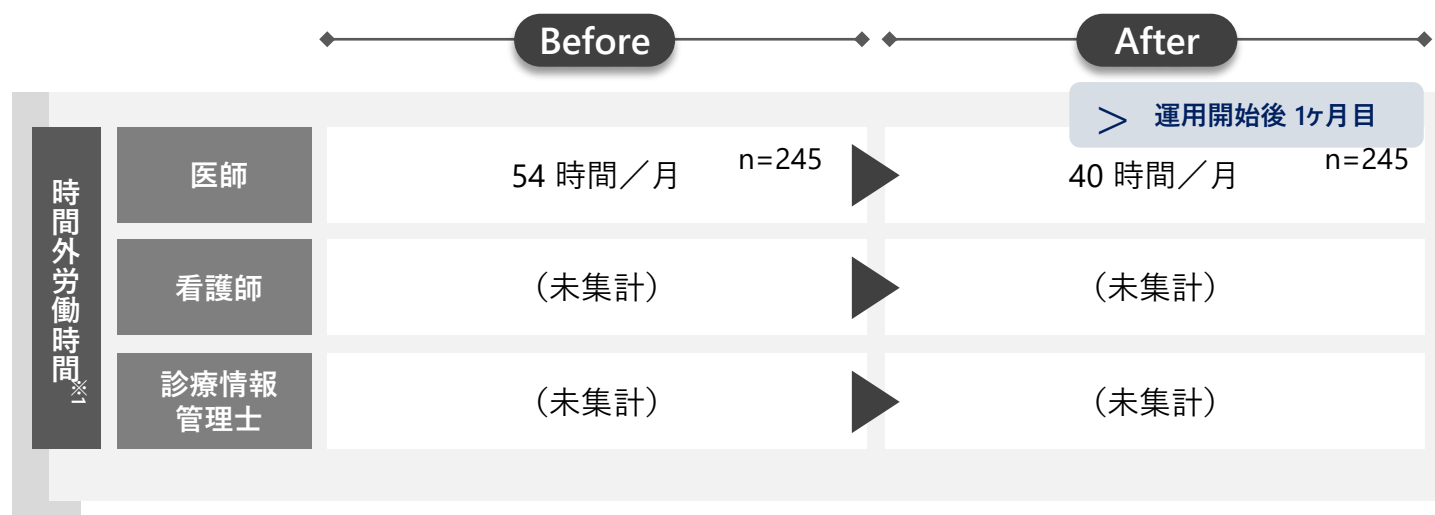 Before
After
> 運用開始後 1ヶ月目
時間外労働時間※1
医師
54 時間／月
n=245
40 時間／月
n=245
看護師
（未集計）
（未集計）
診療情報
管理士
（未集計）
（未集計）